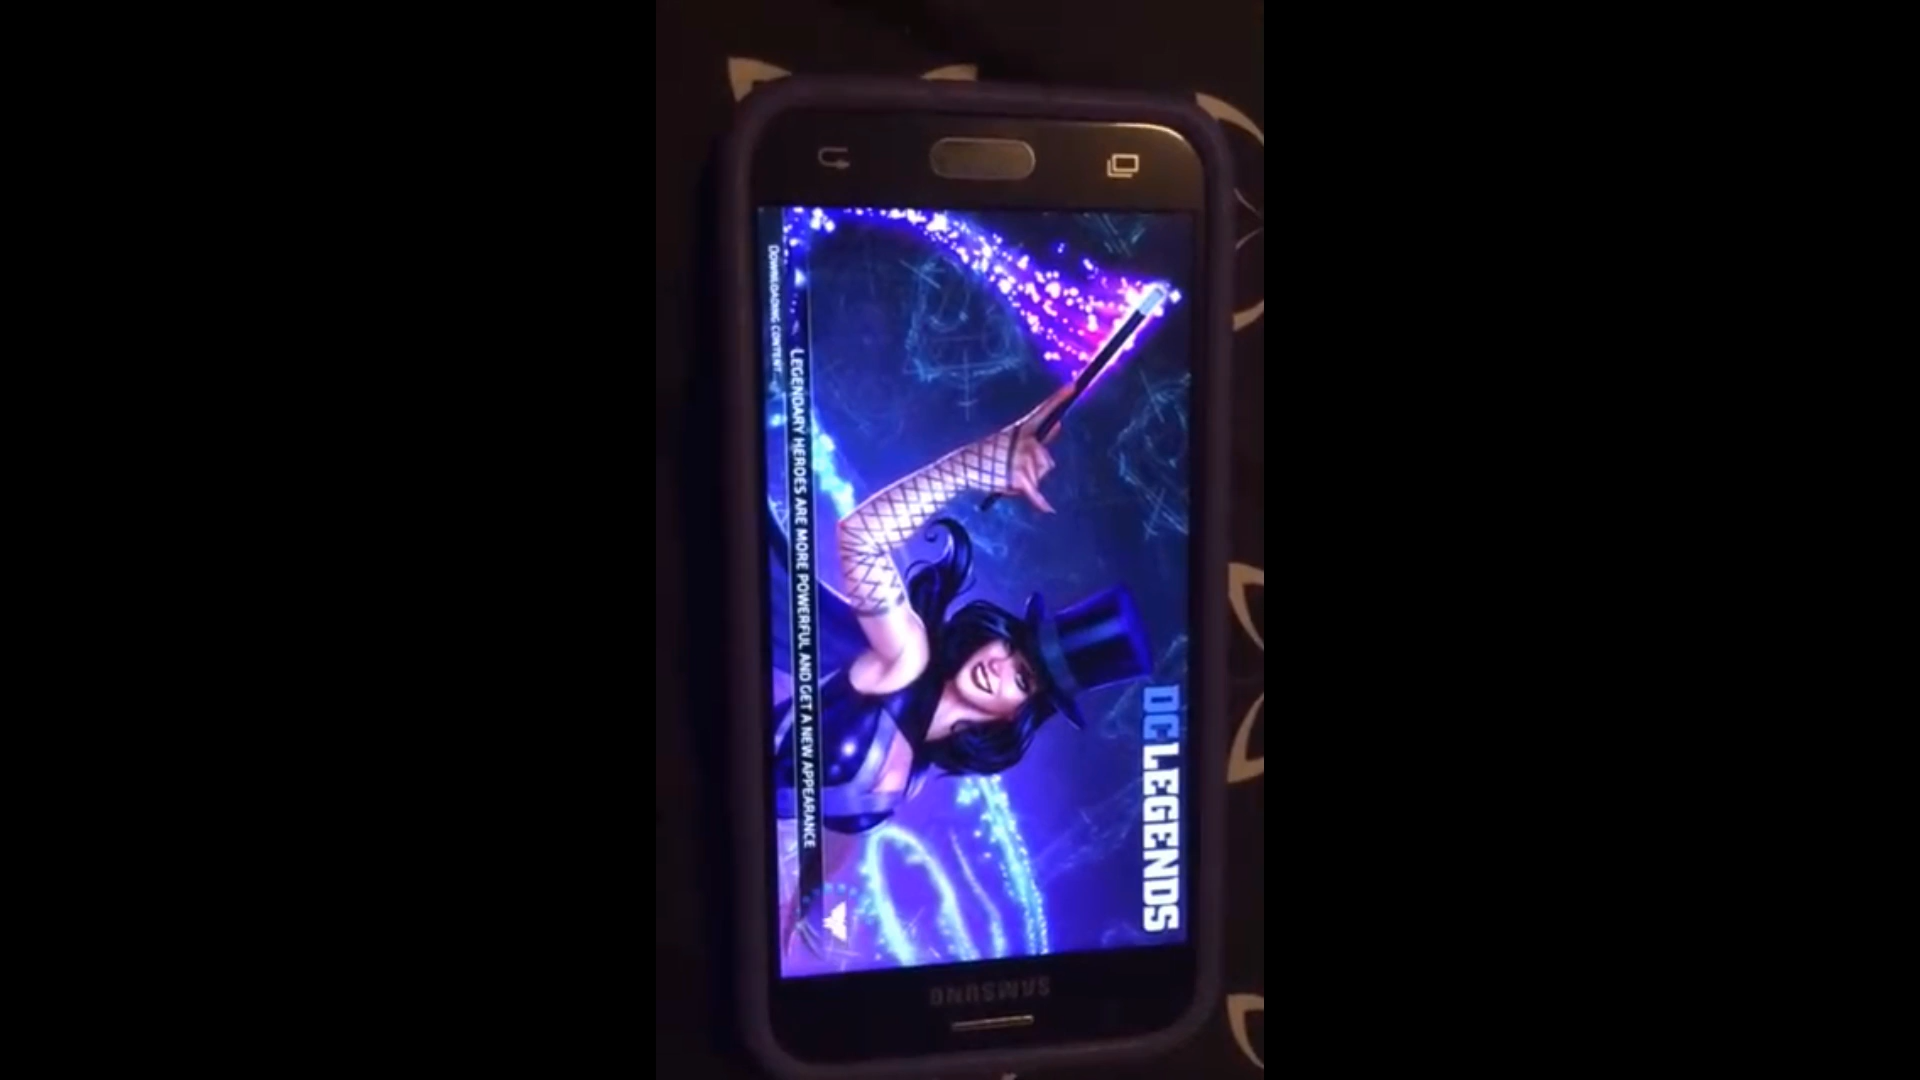 DC LEGENDS
LEGENDARY HEROES ARE MORE POWERFUL AND GET A NEW APPEARANCE
DOWNLOADING CONTENT...
SAMSUNG